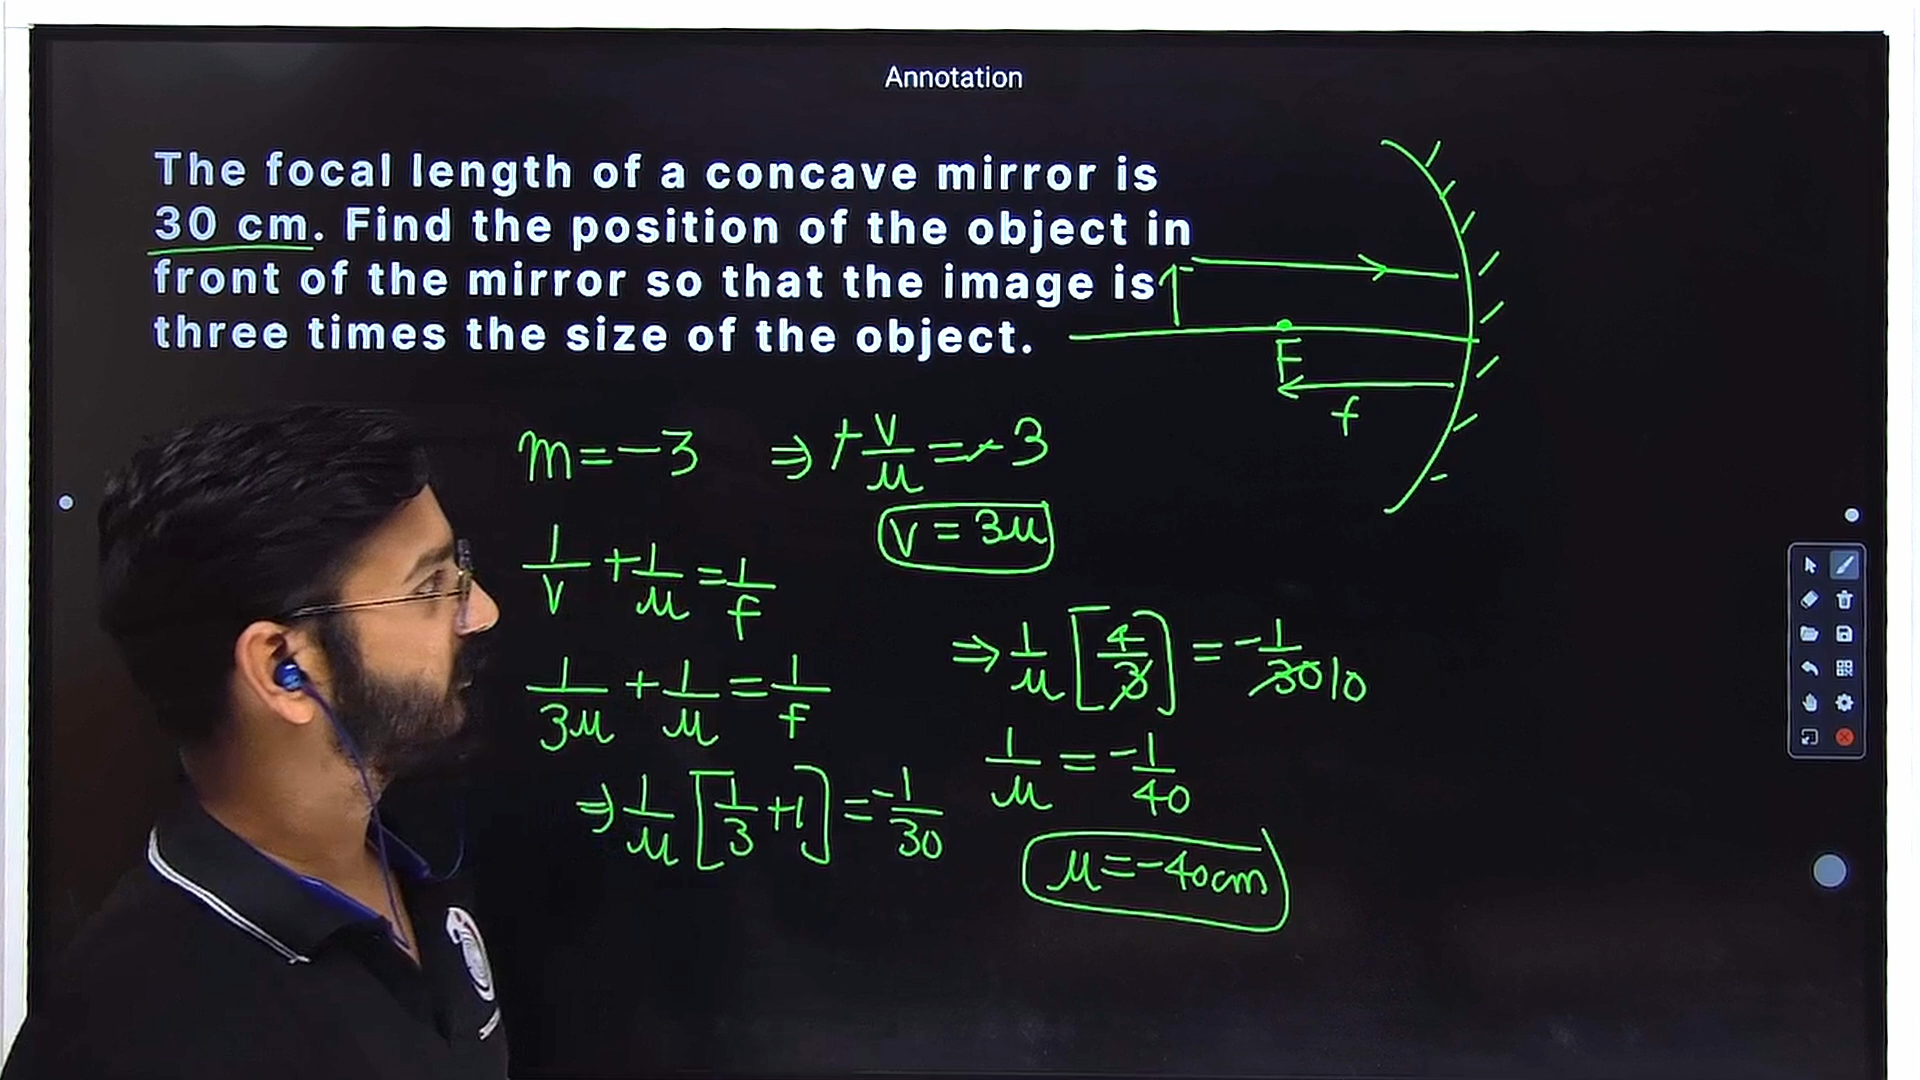 Annotation
The focal length of a concave mirror is
30 cm. Find the position of the object in
front of the mirror so that the image is
three times the size of the object.
F
f
m = -3 ⇒ + v/u = - 3
v = 3u
1/v + 1/u = 1/f
1/3u + 1/u = 1/f
⇒ 1/u [1/3 + 1] = -1/30
⇒ 1/u [4/3] = -1/30 10
1/u = -1/40
u = -40cm